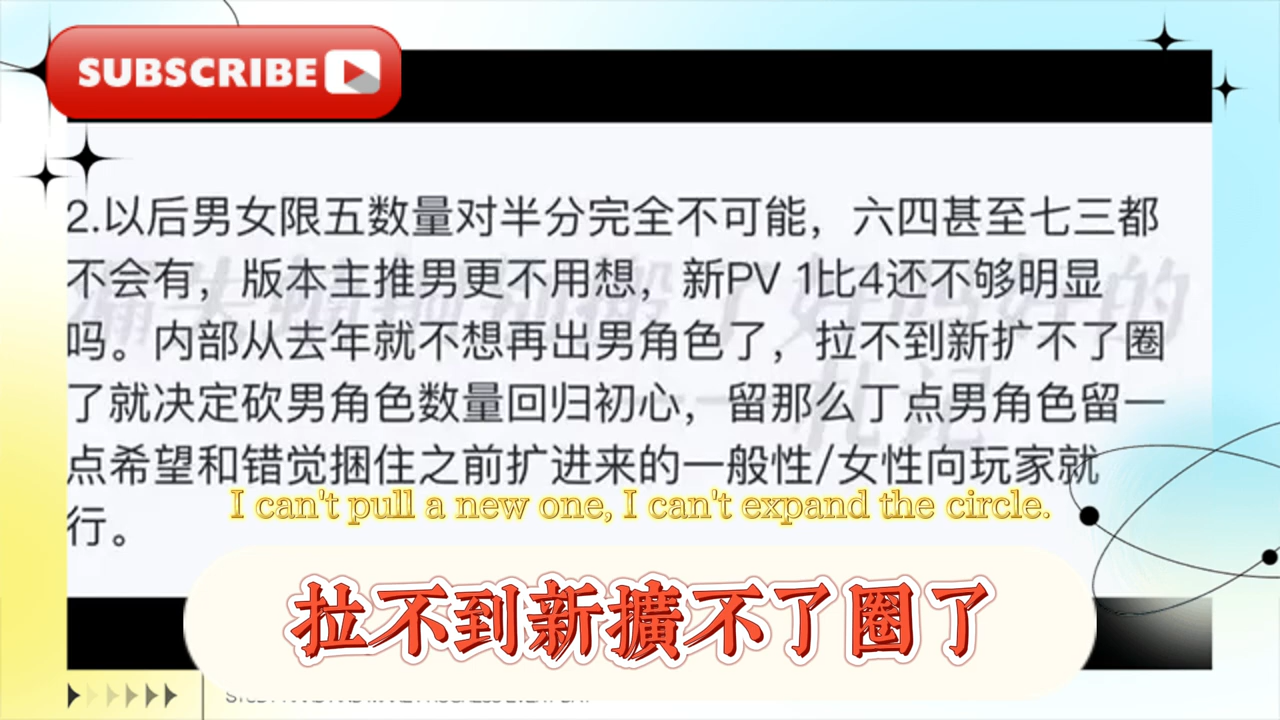 SUBSCRIBE
2.以后男女限五数量对半分完全不可能，六四甚至七三都
不会有，版本主推男更不用想，新PV 1比4还不够明显
吗。内部从去年就不想再出男角色了，拉不到新扩不了圈
了就决定砍男角色数量回归初心，留那么丁点男角色留一
点希望和错觉捆住之前扩进来的一般性/女性向玩家就
行。
I can't pull a new one, I can't expand the circle.
拉不到新擴不了圈了